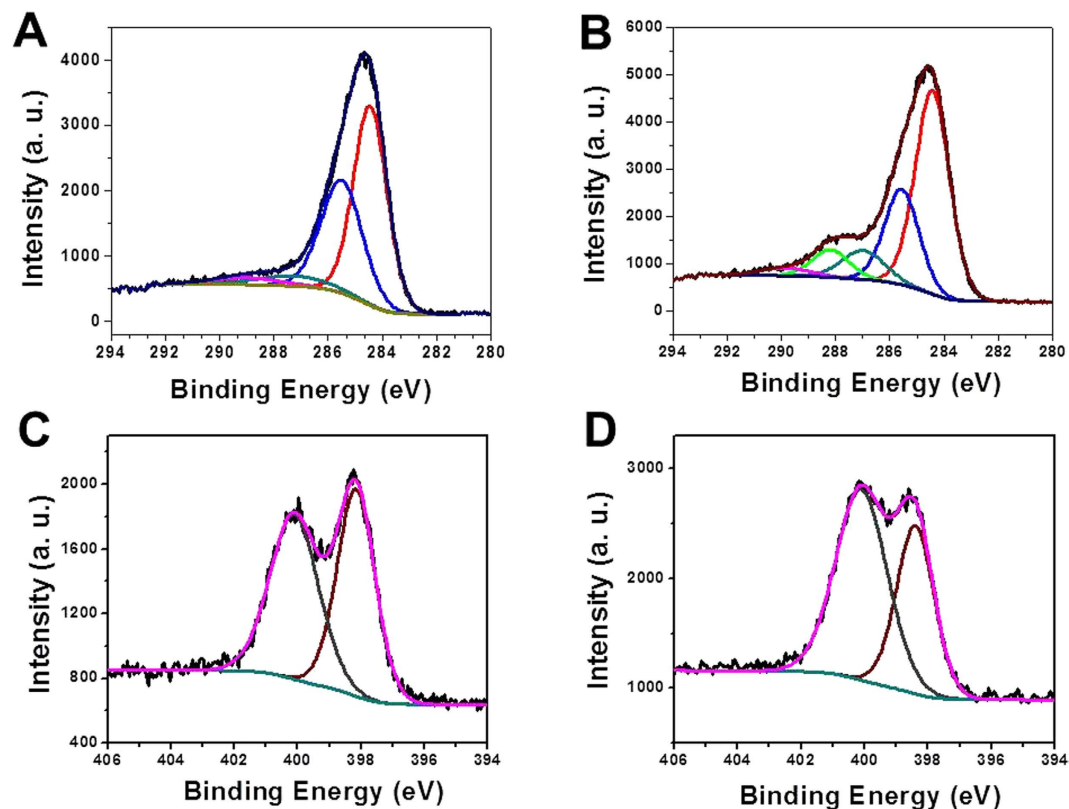 A
Intensity (a. u.)
4000
3000
2000
1000
0
294 292 290 288 286 284 282 280
Binding Energy (eV)
B
Intensity (a. u.)
6000
5000
4000
3000
2000
1000
0
294 292 290 288 286 284 282 280
Binding Energy (eV)
C
Intensity (a. u.)
2000
1600
1200
800
400
406 404 402 400 398 396 394
Binding Energy (eV)
D
Intensity (a. u.)
3000
2000
1000
406 404 402 400 398 396 394
Binding Energy (eV)